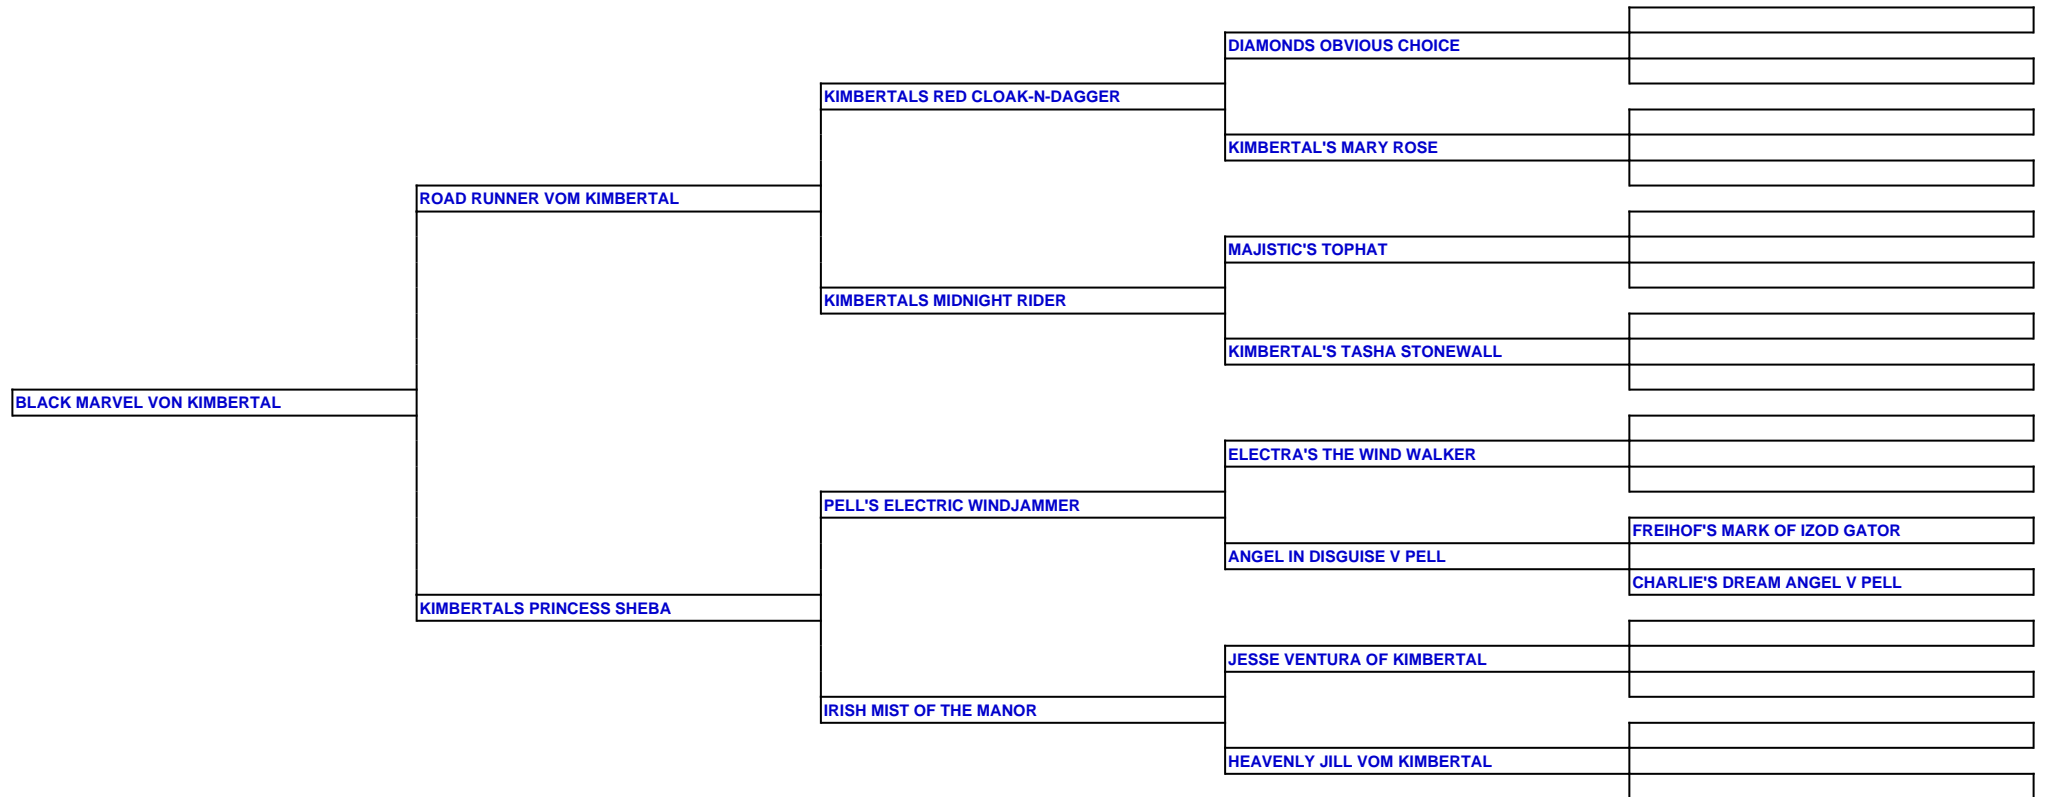 DIAMONDS OBVIOUS CHOICE
KIMBERTALS RED CLOAK-N-DAGGER
KIMBERTAL'S MARY ROSE
ROAD RUNNER VOM KIMBERTAL
MAJISTIC'S TOPHAT
KIMBERTALS MIDNIGHT RIDER
KIMBERTAL'S TASHA STONEWALL
BLACK MARVEL VON KIMBERTAL
ELECTRA'S THE WIND WALKER
PELL'S ELECTRIC WINDJAMMER
FREIHOF'S MARK OF IZOD GATOR
ANGEL IN DISGUISE V PELL
CHARLIE'S DREAM ANGEL V PELL
KIMBERTALS PRINCESS SHEBA
JESSE VENTURA OF KIMBERTAL
IRISH MIST OF THE MANOR
HEAVENLY JILL VOM KIMBERTAL